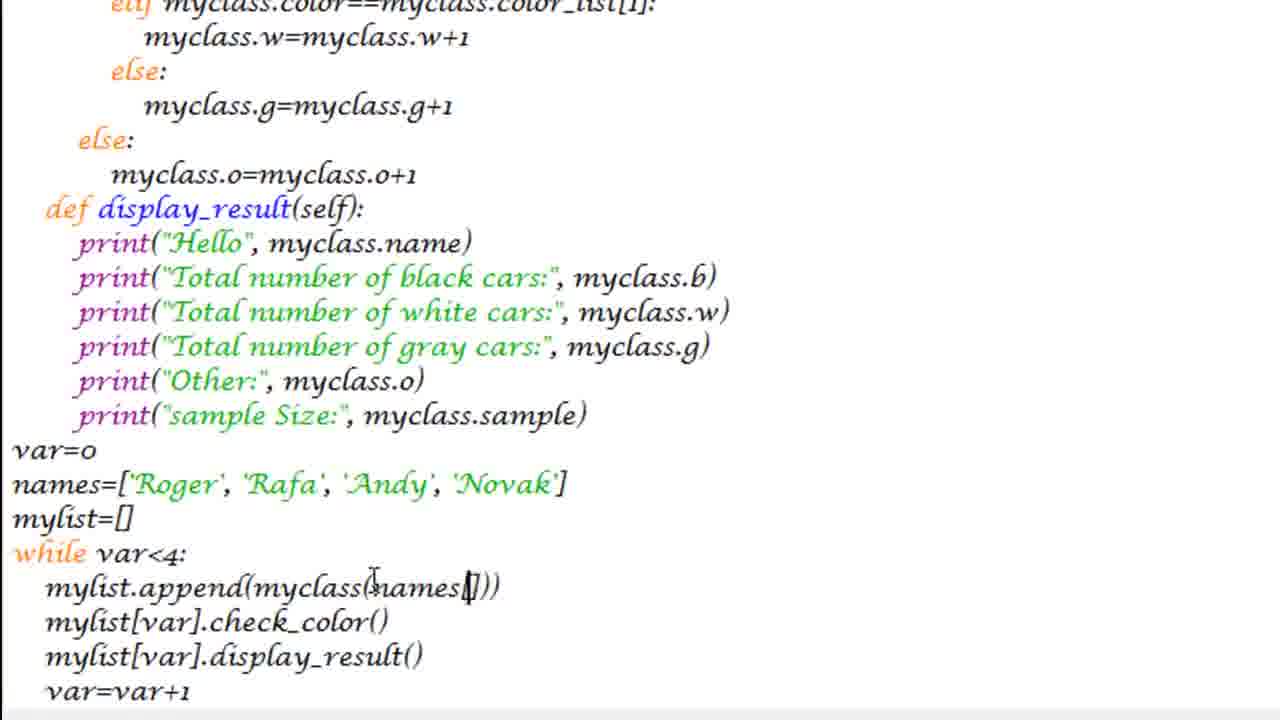 elif myclass.color==myclass.color_list[1]:
myclass.w=myclass.w+1
else:
myclass.g=myclass.g+1
else:
myclass.o=myclass.o+1
def display_result(self):
print("Hello", myclass.name)
print("Total number of black cars:", myclass.b)
print("Total number of white cars:", myclass.w)
print("Total number of gray cars:", myclass.g)
print("Other:", myclass.o)
print("sample Size:", myclass.sample)
var=0
names=['Roger', 'Rafa', 'Andy', 'Novak']
mylist=[]
while var<4:
mylist.append(myclass(names[]))
mylist[var].check_color()
mylist[var].display_result()
var=var+1